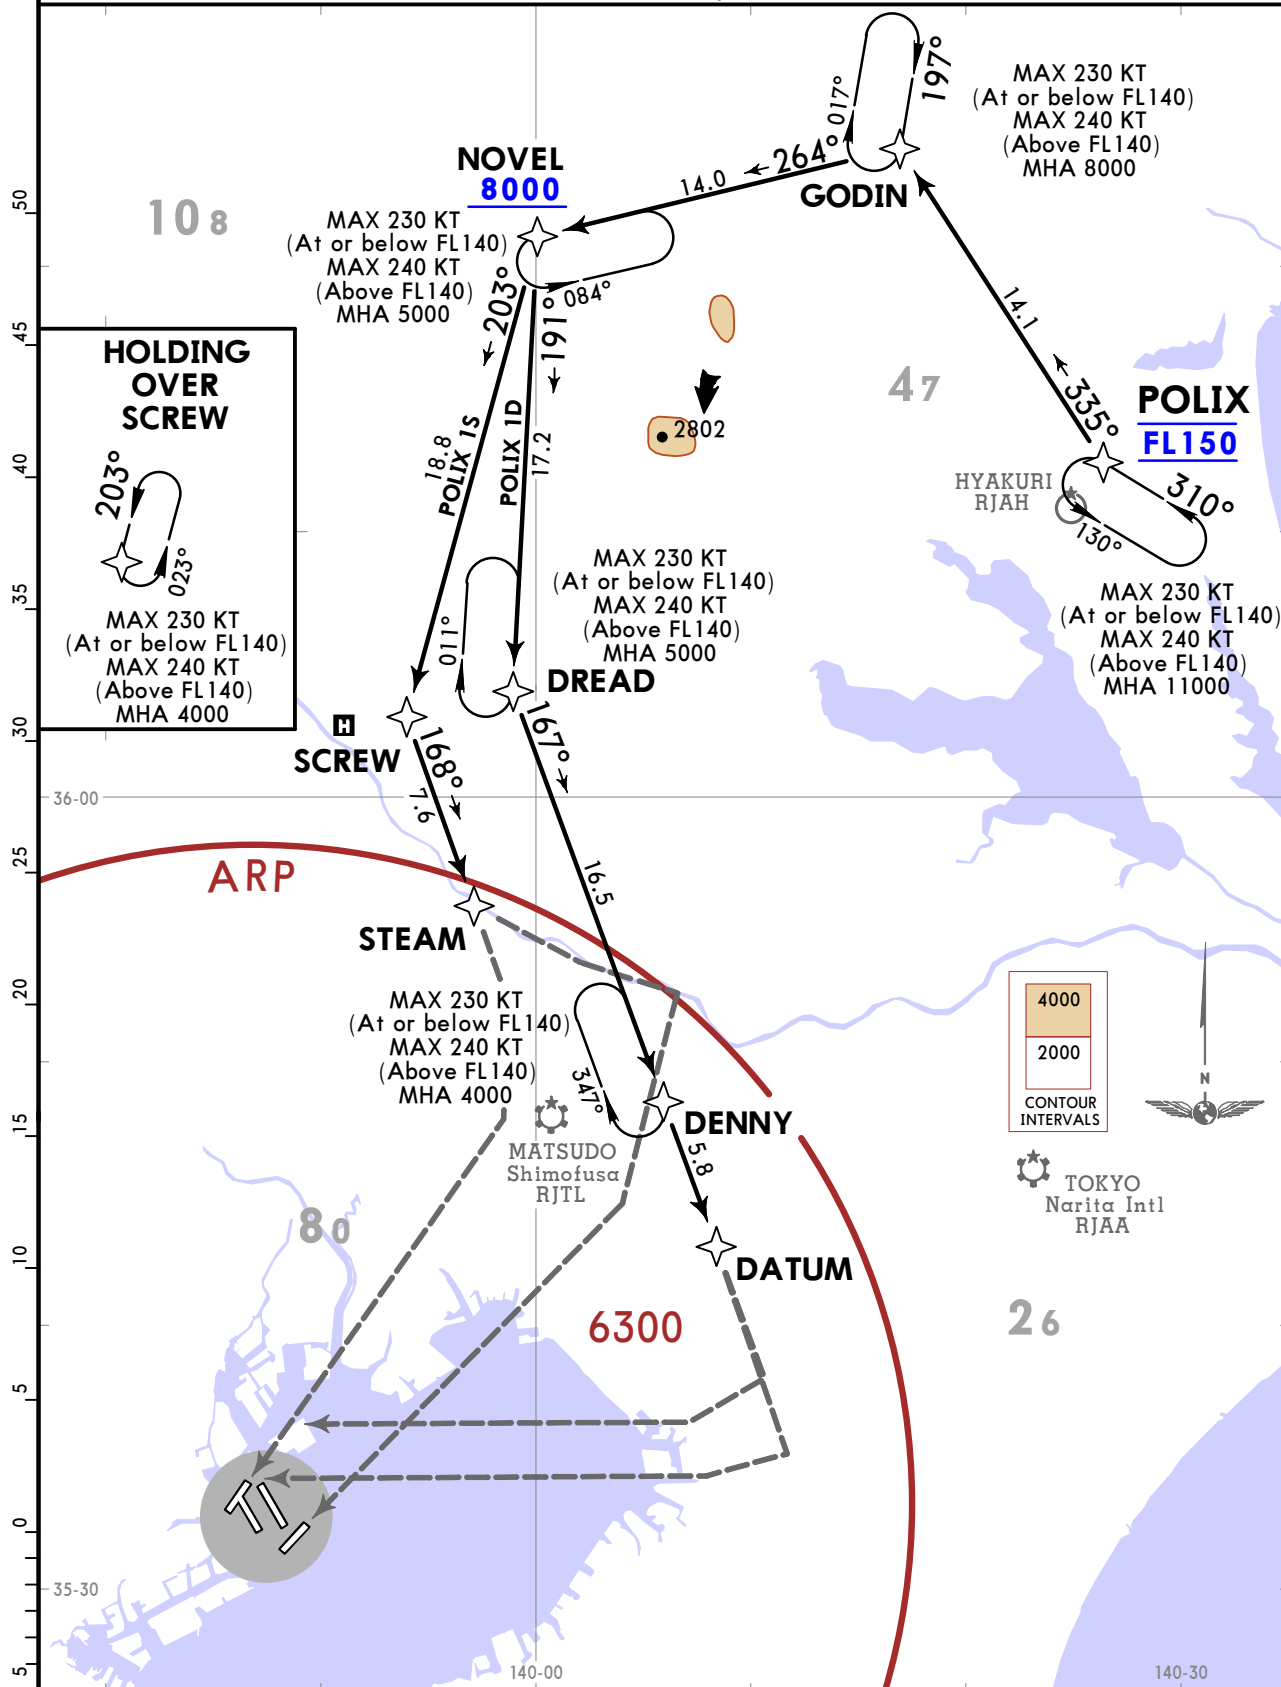 197°
017°
MAX 230 KT
(At or below FL140)
MAX 240 KT
(Above FL140)
MHA 8000
264°
14.0
GODIN
NOVEL
8000
MAX 230 KT
(At or below FL140)
MAX 240 KT
(Above FL140)
MHA 5000
10 8
084°
203°
191°
14.1
335°
POLIX
FL150
4 7
HYAKURI
RJAH
310°
130°
MAX 230 KT
(At or below FL140)
MAX 240 KT
(Above FL140)
MHA 11000
2802
18.8
POLIX 1S
POLIX 1D
17.2
HOLDING
OVER
SCREW
203°
023°
MAX 230 KT
(At or below FL140)
MAX 240 KT
(Above FL140)
MHA 4000
MAX 230 KT
(At or below FL140)
MAX 240 KT
(Above FL140)
MHA 5000
011°
DREAD
H
SCREW
168°
7.6
167°
16.5
36-00
ARP
STEAM
MAX 230 KT
(At or below FL140)
MAX 240 KT
(Above FL140)
MHA 4000
347°
DENNY
5.8
MATSUDO
Shimofusa
RJTL
4000
2000
CONTOUR
INTERVALS
N
TOKYO
Narita Intl
RJAA
8 0
DATUM
6300
2 6
35-30
140-00
140-30
50
45
40
35
30
25
20
15
10
5
0
5